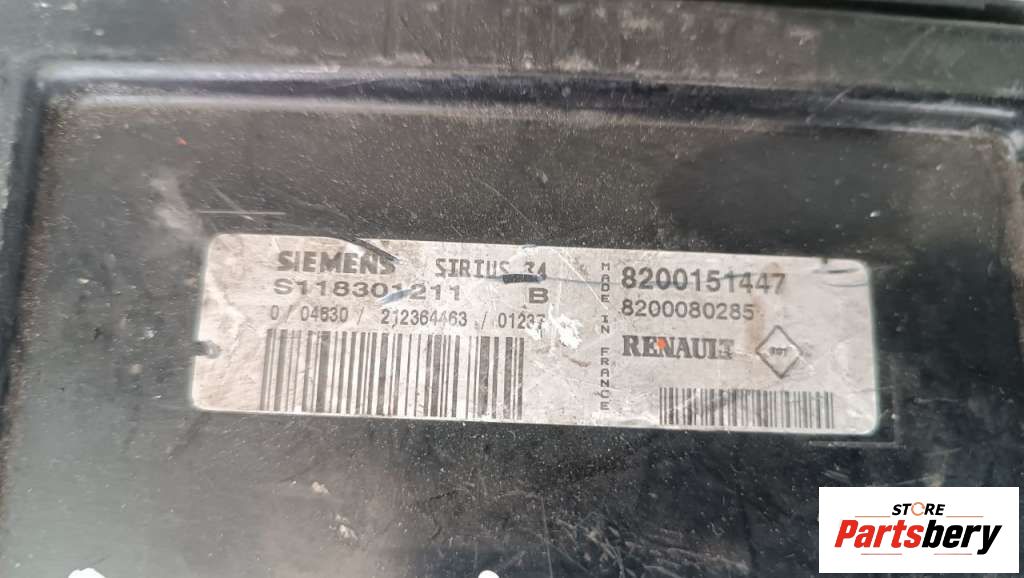 SIEMENS SIRIUS 34
S118301211 B
0 / 04630 / 212364463 / 01237
MADE IN FRANCE
8200151447
8200080285
RENAULT
STORE
Partsbery